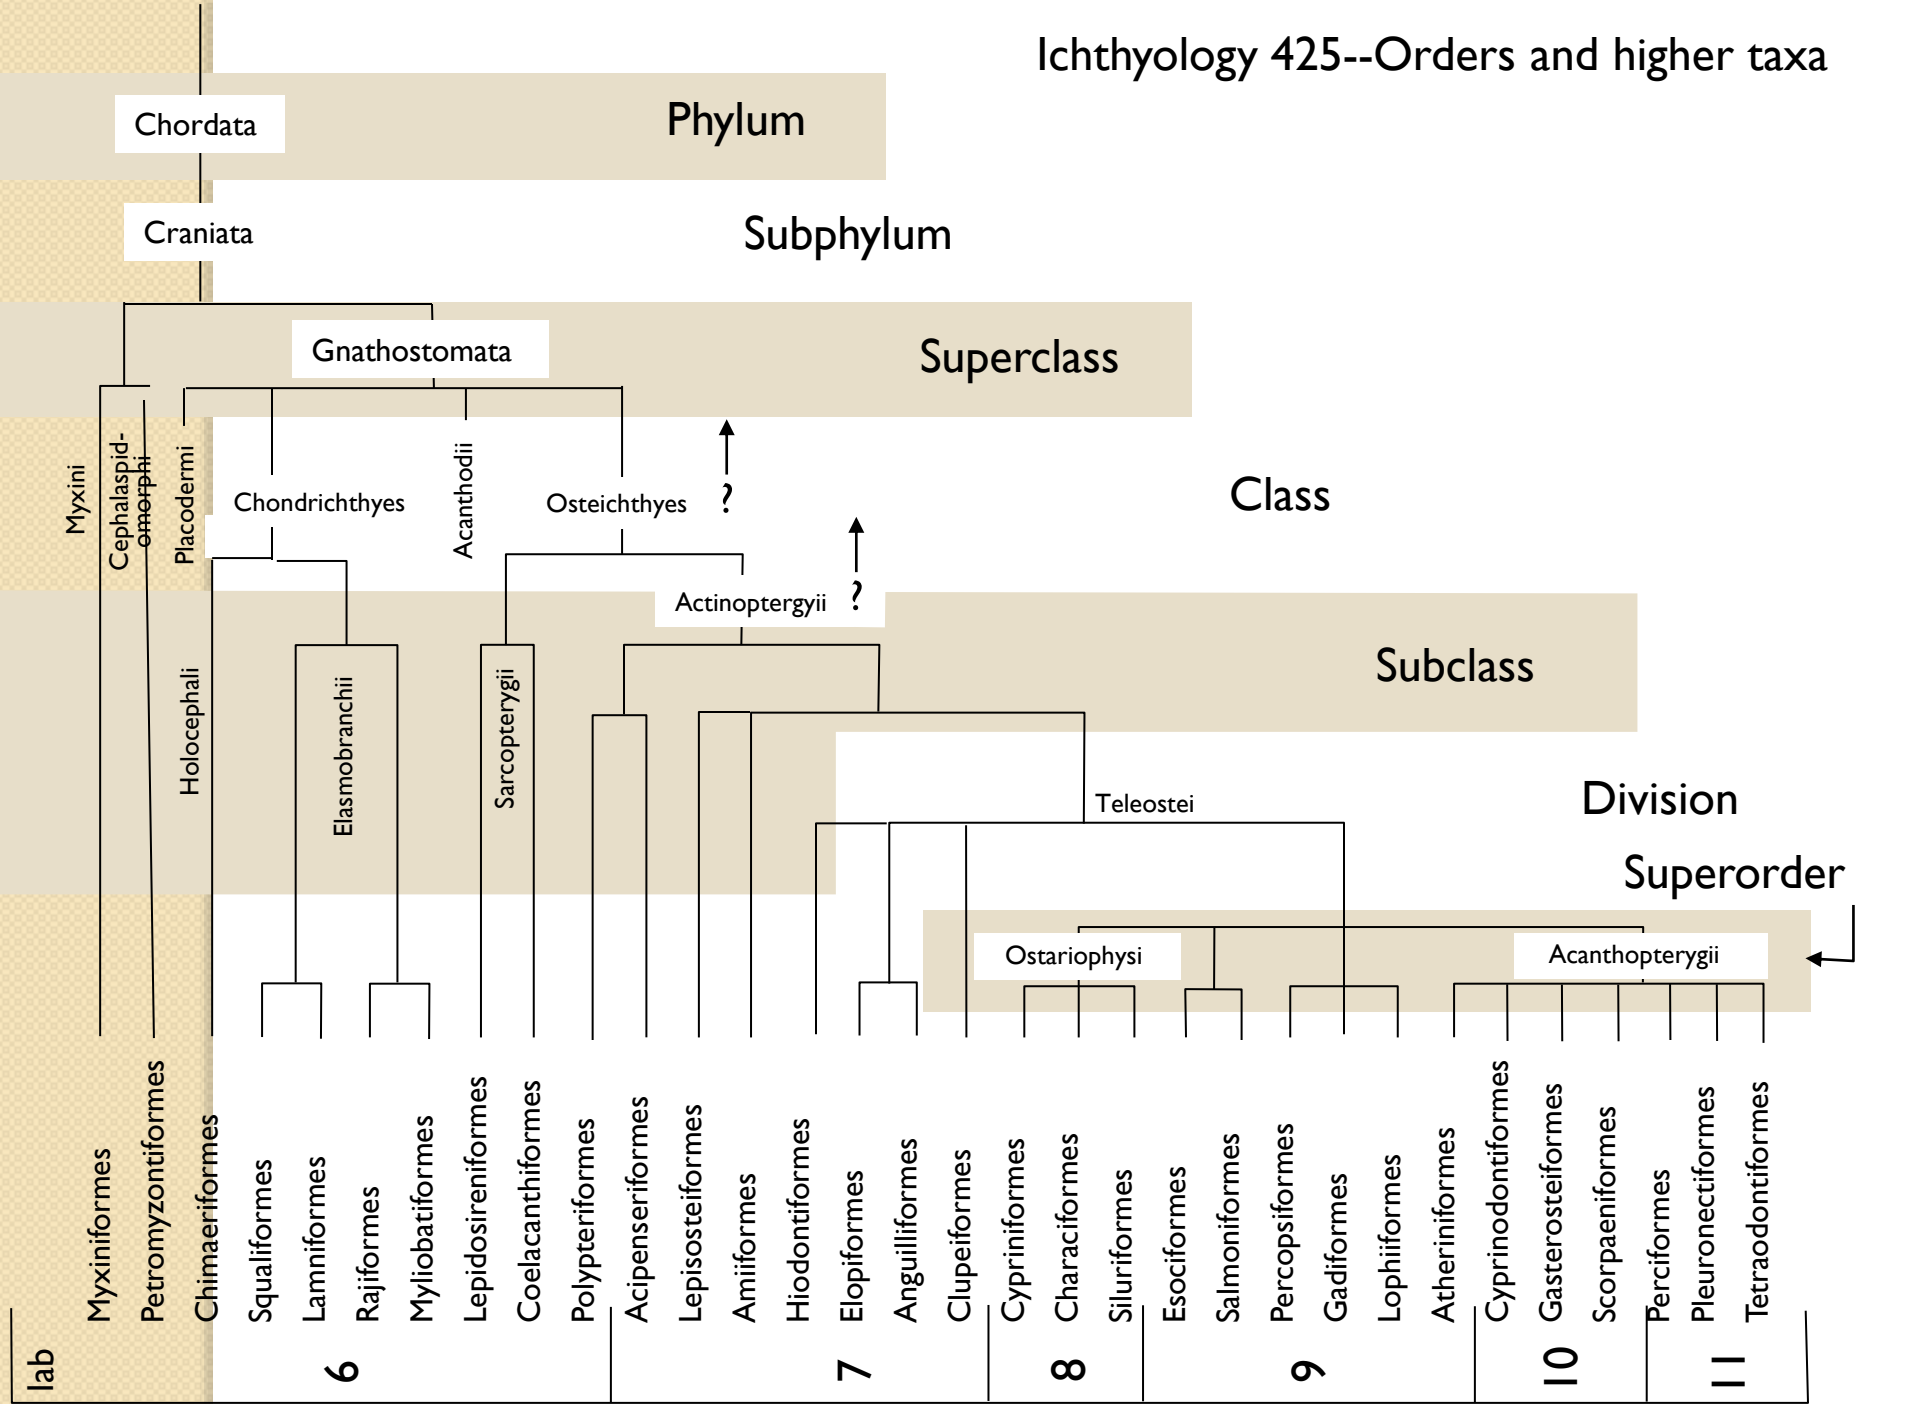 Ichthyology 425--Orders and higher taxa
Chordata
Phylum
Craniata
Subphylum
Gnathostomata
Superclass
Myxini
Cephalaspid-
omorphi
Placodermi
Chondrichthyes
Acanthodii
Osteichthyes
?
Class
Actinoptergyii
?
Holocephali
Elasmobranchii
Sarcopterygii
Subclass
Teleostei
Division
Superorder
Ostariophysi
Acanthopterygii
Myxiniformes
Petromyzontiformes
Chimaeriformes
Squaliformes
Lamniformes
Rajiformes
Myliobatiformes
Lepidosireniformes
Coelacanthiformes
Polypteriformes
Acipenseriformes
Lepisosteiformes
Amiiformes
Hiodontiformes
Elopiformes
Anguilliformes
Clupeiformes
Cypriniformes
Characiformes
Siluriformes
Esociformes
Salmoniformes
Percopsiformes
Gadiformes
Lophiiformes
Atheriniformes
Cyprinodontiformes
Gasterosteiformes
Scorpaeniformes
Perciformes
Pleuronectiformes
Tetraodontiformes
lab
6
7
8
9
10
11